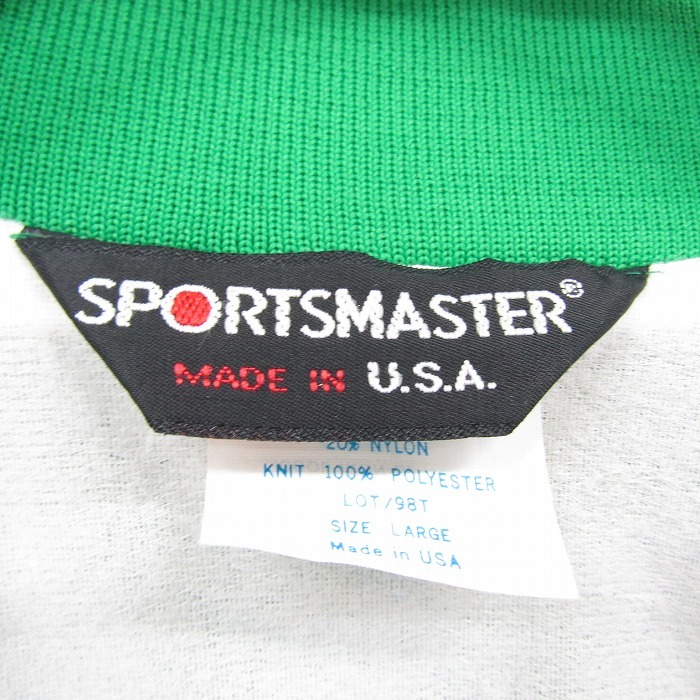 SPORTSMASTER®
MADE IN U.S.A.
20% NYLON
KNIT 100% POLYESTER
LOT/98T
SIZE LARGE
Made in USA